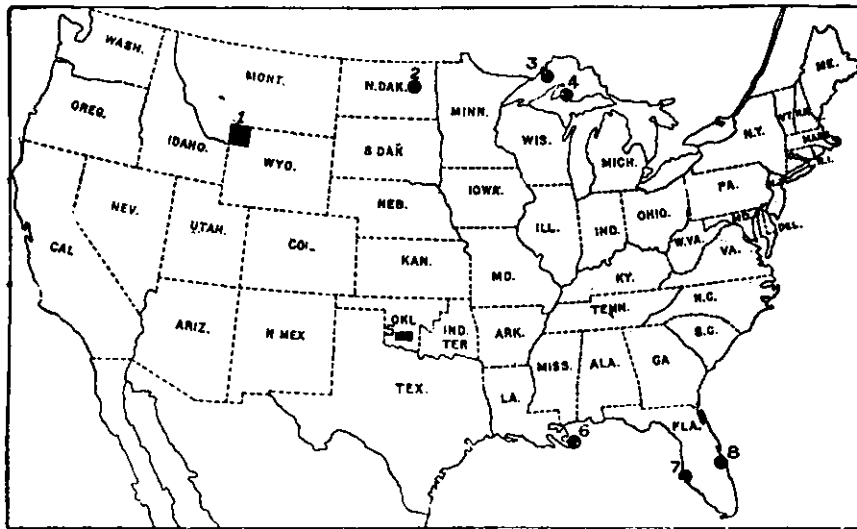 WASH.
MONT.
N.DAK.
2
MINN.
3
4
ME.
OREG.
IDAHO.
1
WYO.
S DAK
WIS.
MICH.
N.Y.
VT.
MASS.
R.I.
NEV.
UTAH.
COL.
NEB.
IOWA.
ILL.
IND.
OHIO.
PA.
MD.
DEL.
W.VA.
VA.
CAL
KAN.
MO.
KY.
ARIZ.
N MEX
OKL
5
IND.
TER
ARK.
TENN.
N.C.
S.C.
TEX.
LA.
MISS.
ALA.
GA
FLA.
6
7
8